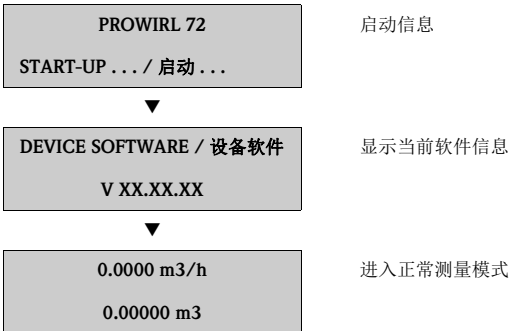 PROWIRL 72 启动信息
START-UP . . . / 启动 . . .
▼
DEVICE SOFTWARE / 设备软件 显示当前软件信息
V XX.XX.XX
▼
0.0000 m3/h 进入正常测量模式
0.00000 m3